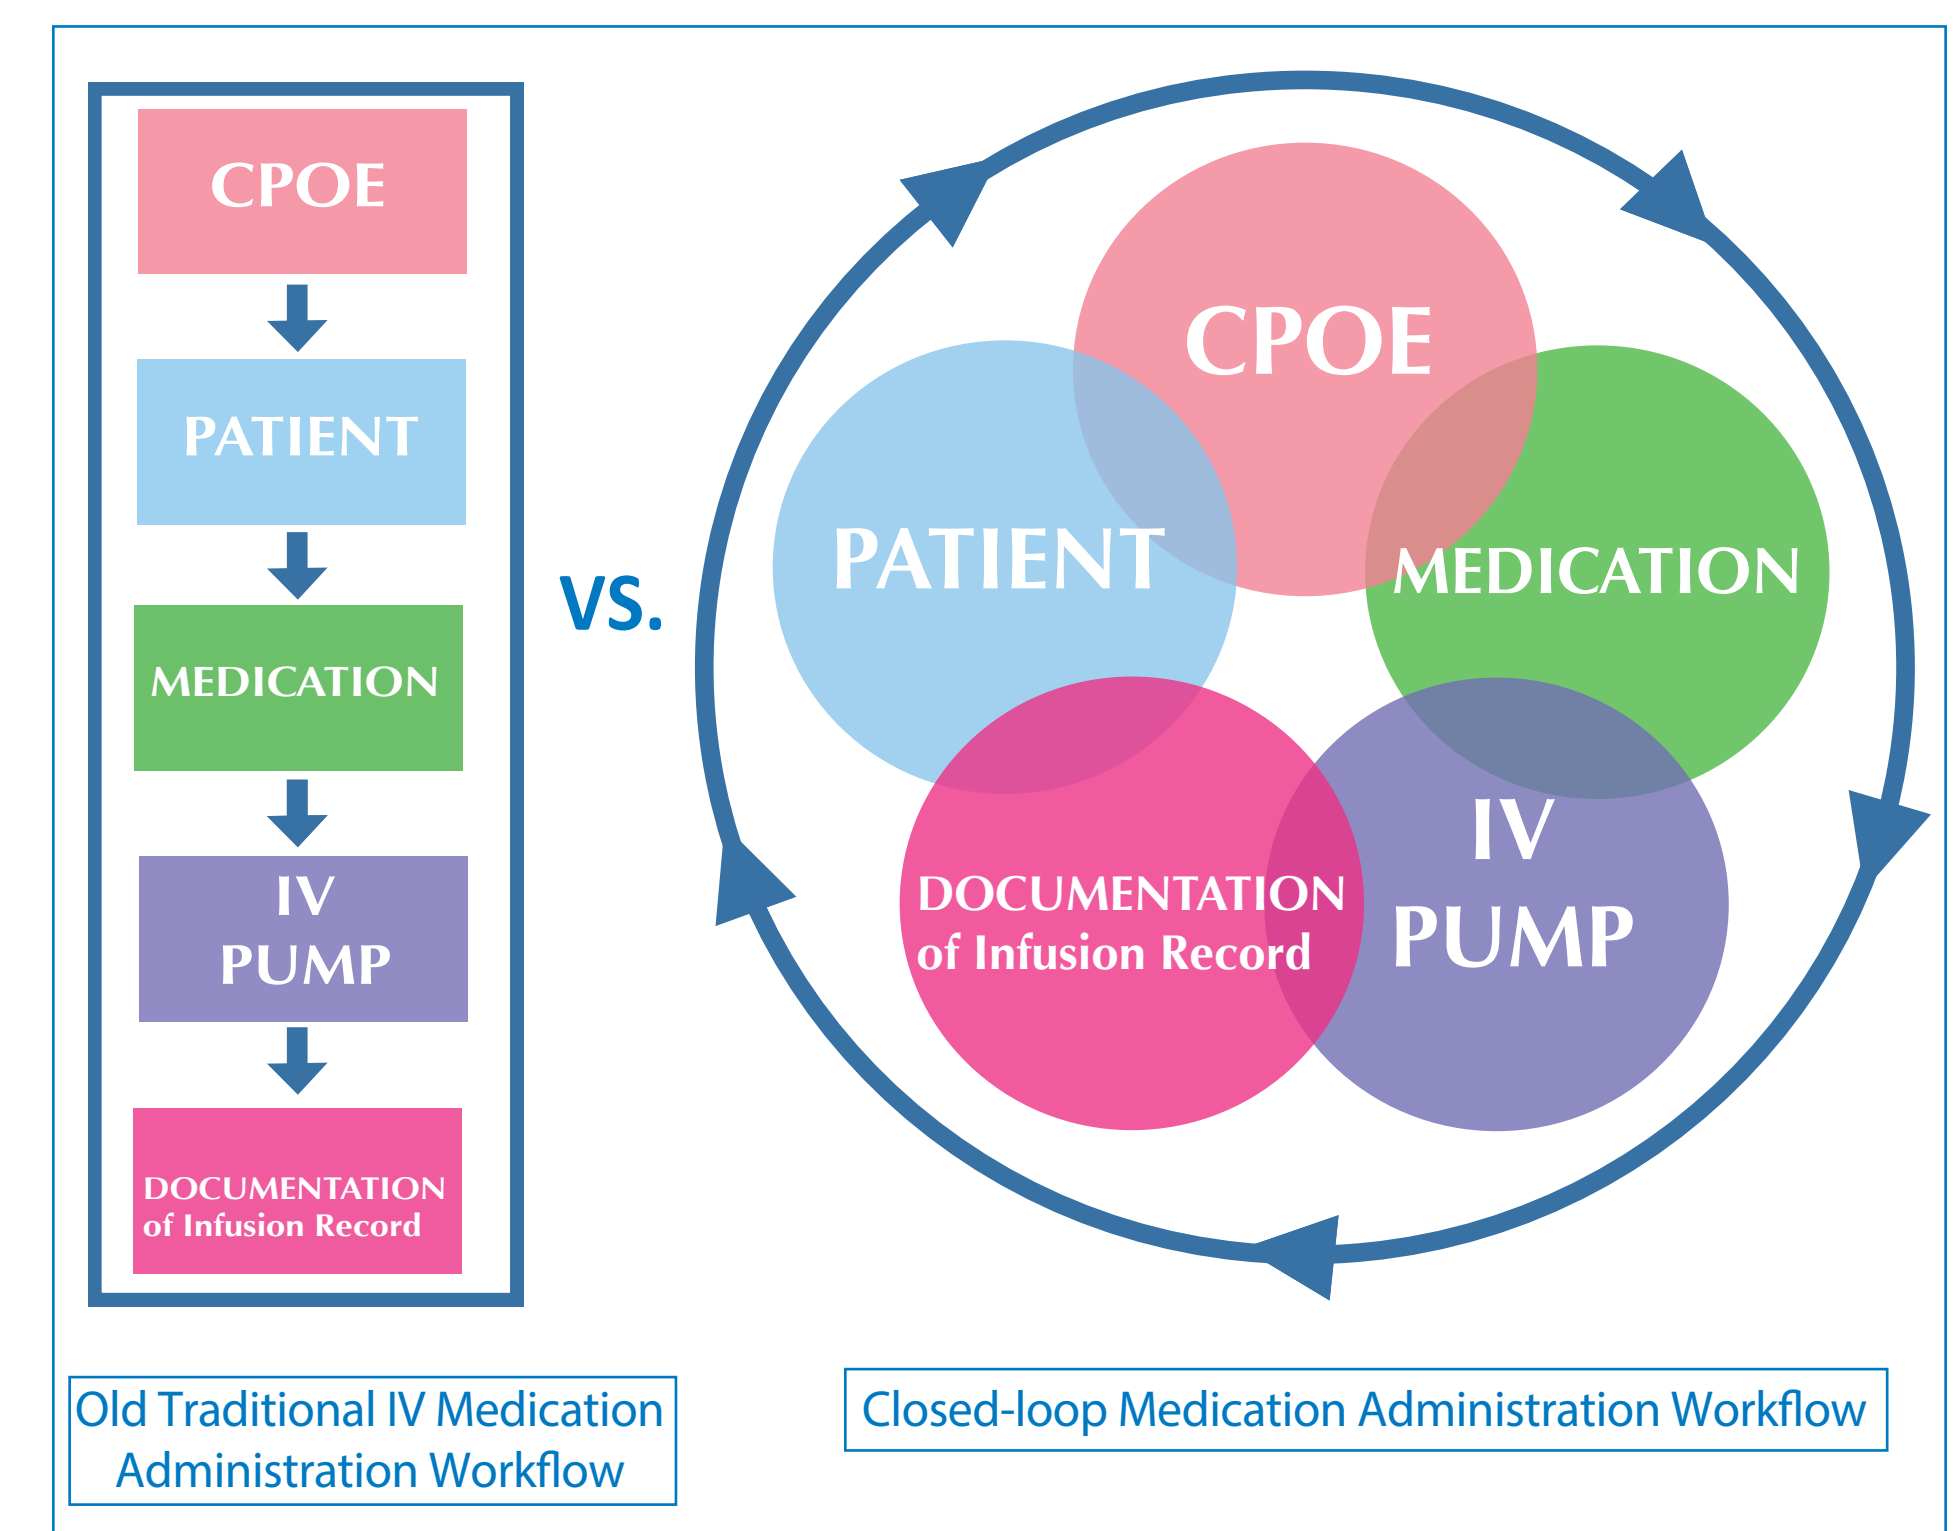 CPOE
PATIENT
MEDICATION
IV
PUMP
DOCUMENTATION
of Infusion Record
VS.
CPOE
PATIENT
MEDICATION
DOCUMENTATION
of Infusion Record
IV
PUMP
Old Traditional IV Medication
Administration Workflow
Closed-loop Medication Administration Workflow